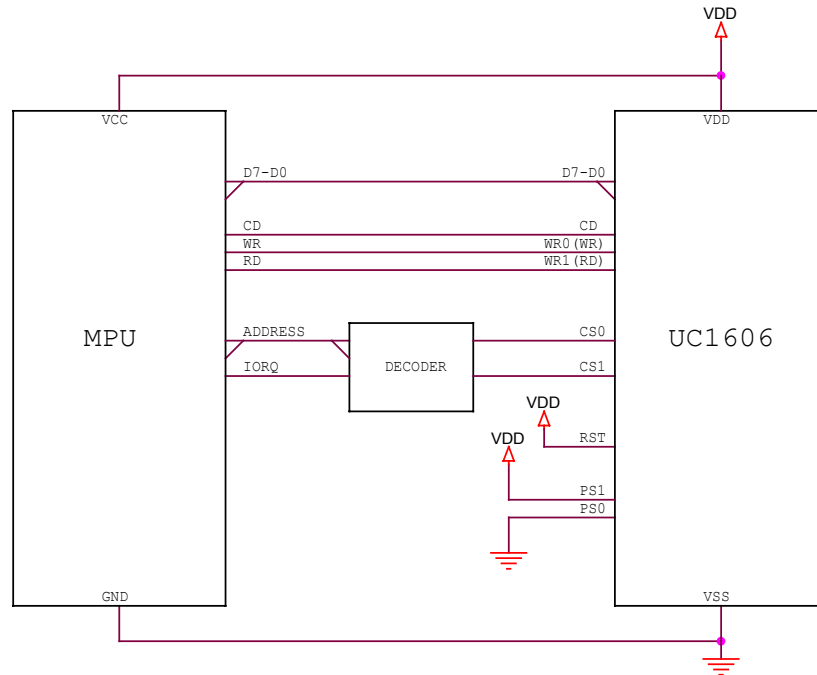 VDD
VCC VDD
D7-D0 D7-D0
CD CD
WR WR0(WR)
RD WR1(RD)
MPU ADDRESS DECODER CS0 UC1606
IORQ CS1
VDD
VDD RST
PS1
PS0
GND VSS